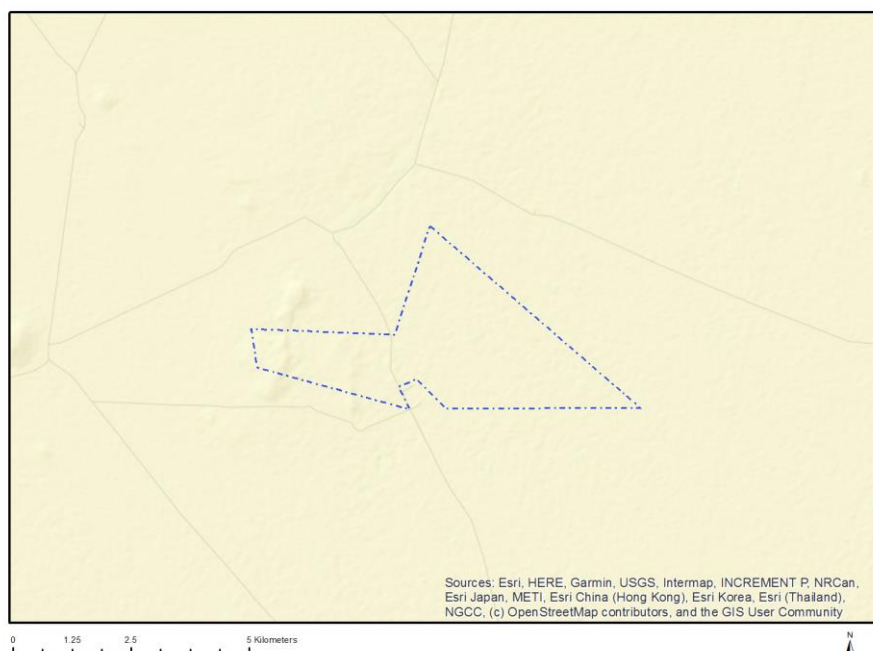 Sources: Esri, HERE, Garmin, USGS, Intermap, INCREMENT P, NRCan,
Esri Japan, METI, Esri China (Hong Kong), Esri Korea, Esri (Thailand),
NGCC, (c) OpenStreetMap contributors, and the GIS User Community
0 1.25 2.5 5 Kilometers
N